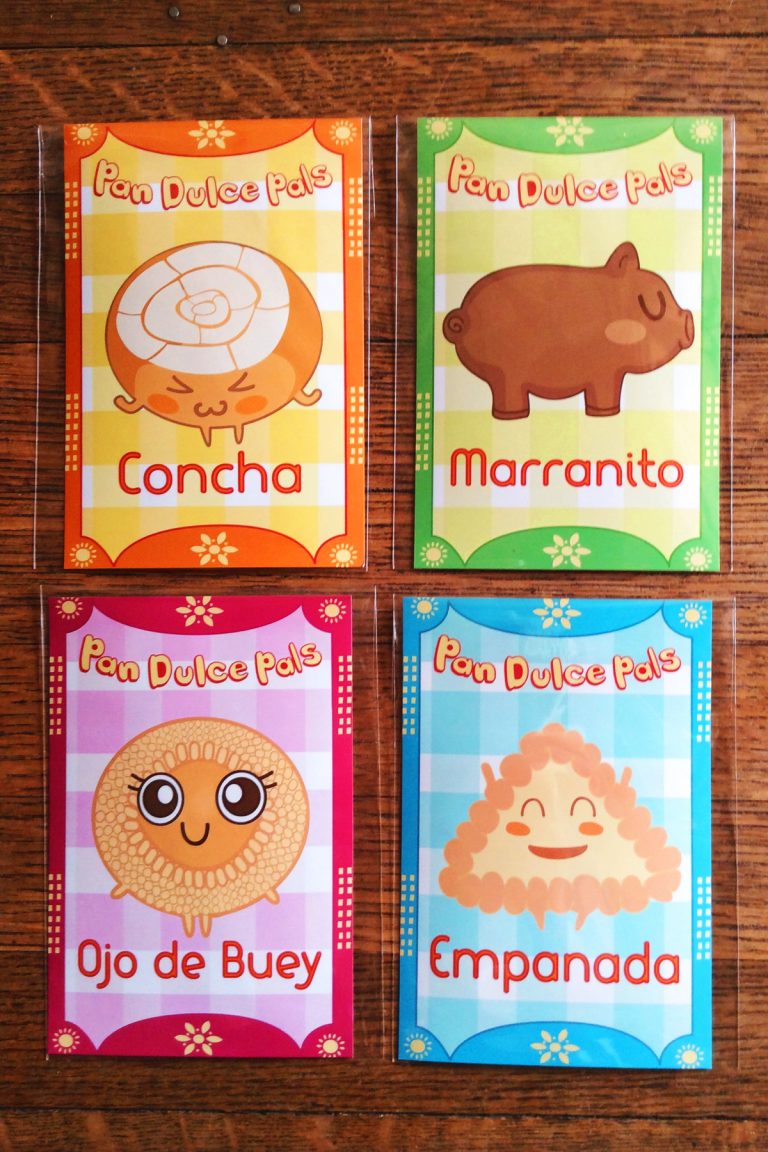 Pan Dulce Pals
Concha
Pan Dulce Pals
Marranito
Pan Dulce Pals
Ojo de Buey
Pan Dulce Pals
Empanada